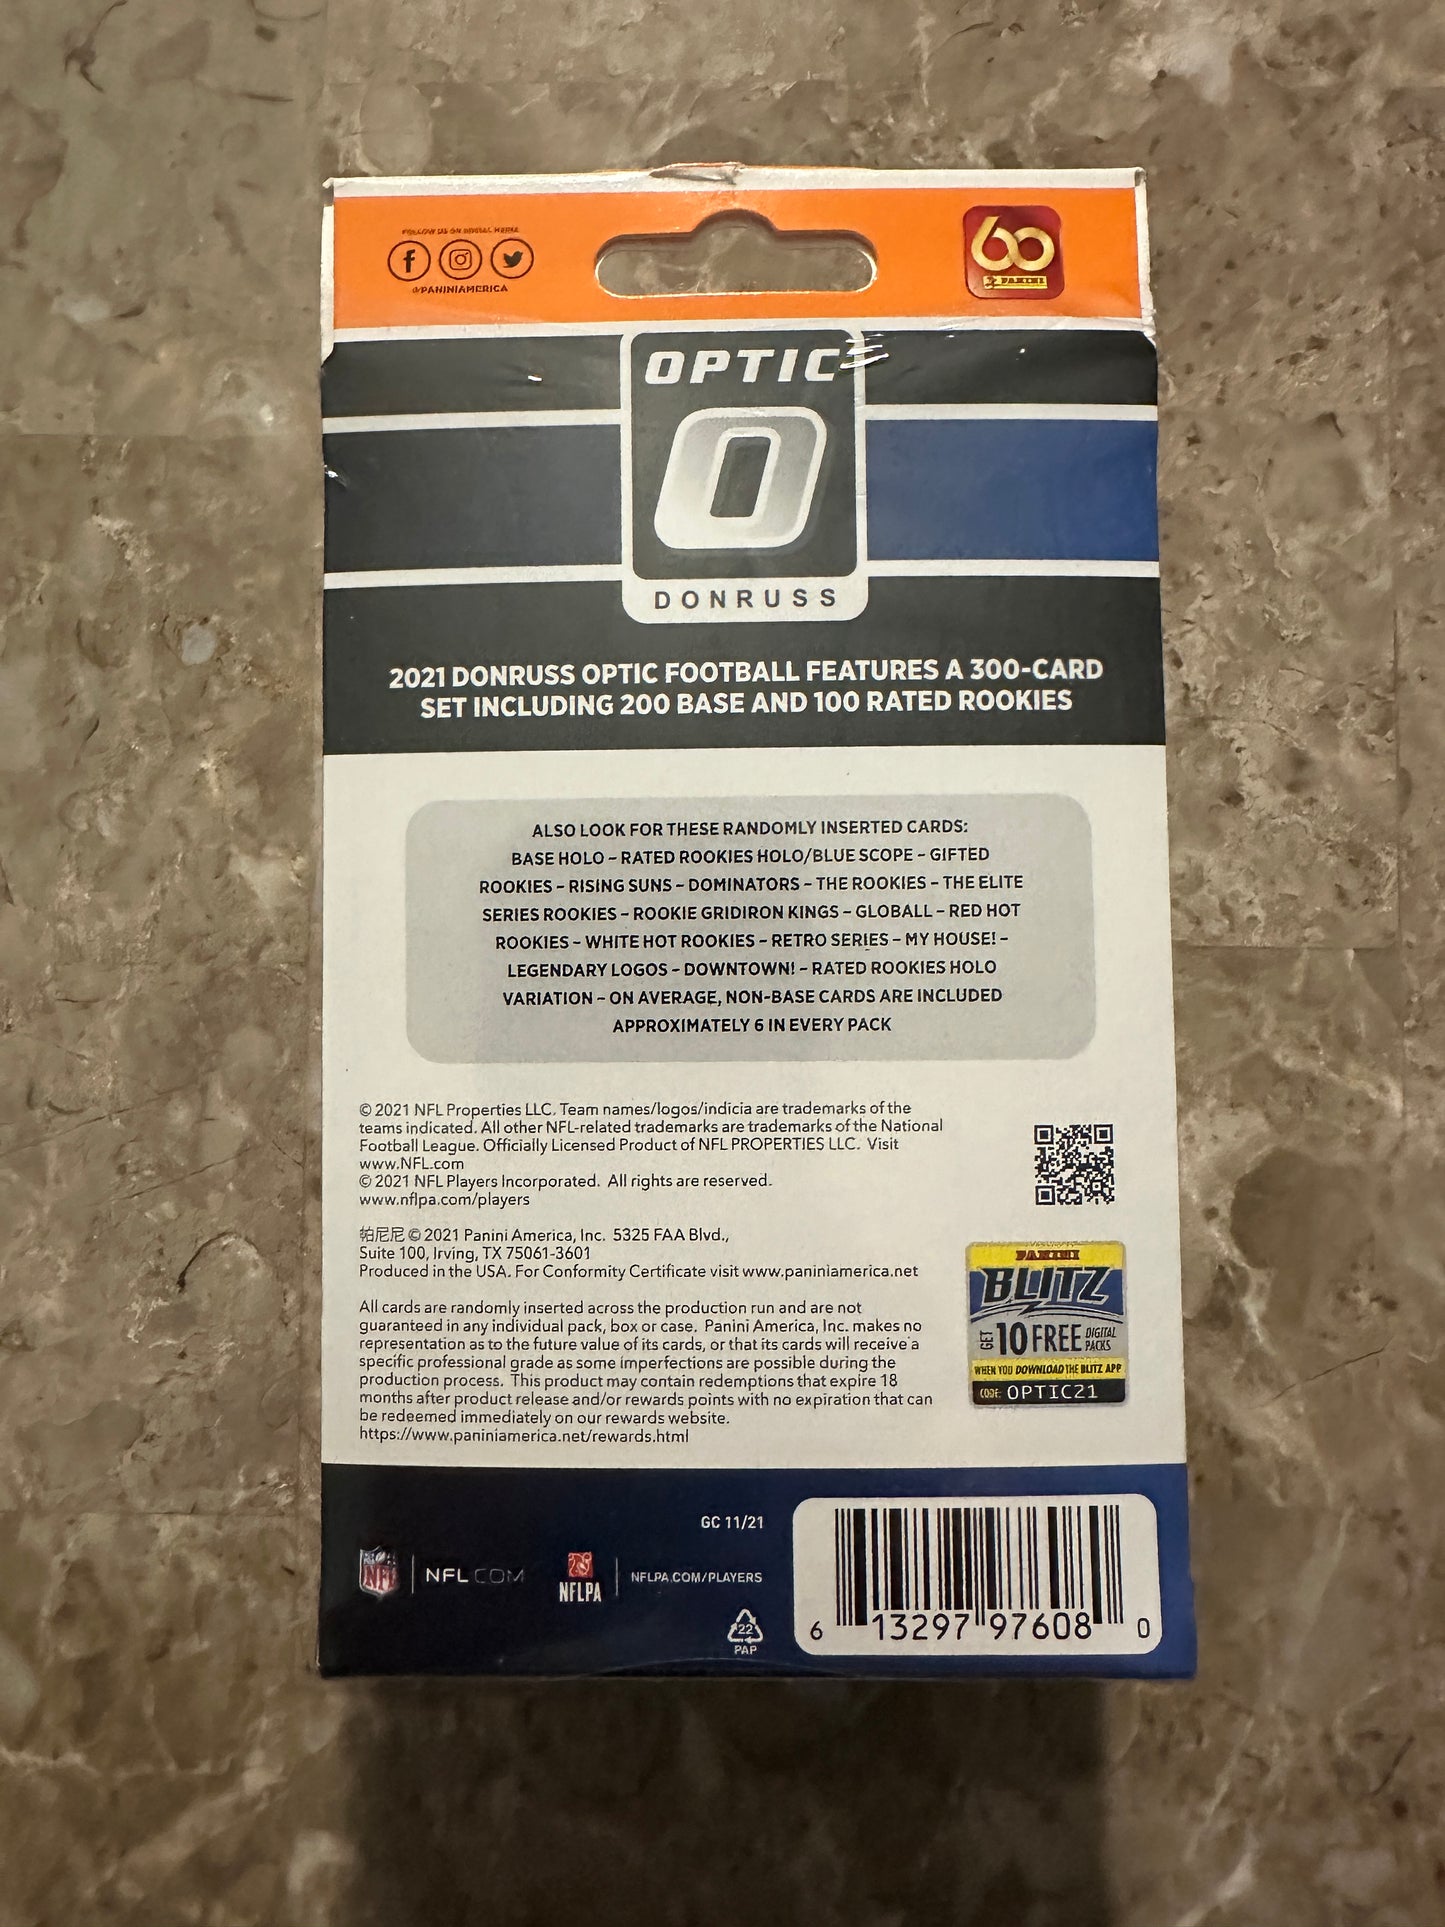 FOLLOW US ON SOCIAL MEDIA
@PANINIAMERICA
60
PANINI
OPTIC
O
DONRUSS
2021 DONRUSS OPTIC FOOTBALL FEATURES A 300-CARD
SET INCLUDING 200 BASE AND 100 RATED ROOKIES
ALSO LOOK FOR THESE RANDOMLY INSERTED CARDS:
BASE HOLO – RATED ROOKIES HOLO/BLUE SCOPE – GIFTED
ROOKIES – RISING SUNS – DOMINATORS – THE ROOKIES – THE ELITE
SERIES ROOKIES – ROOKIE GRIDIRON KINGS – GLOBALL – RED HOT
ROOKIES – WHITE HOT ROOKIES – RETRO SERIES – MY HOUSE! –
LEGENDARY LOGOS – DOWNTOWN! – RATED ROOKIES HOLO
VARIATION – ON AVERAGE, NON-BASE CARDS ARE INCLUDED
APPROXIMATELY 6 IN EVERY PACK
© 2021 NFL Properties LLC. Team names/logos/indicia are trademarks of the
teams indicated. All other NFL-related trademarks are trademarks of the National
Football League. Officially Licensed Product of NFL PROPERTIES LLC. Visit
www.NFL.com
© 2021 NFL Players Incorporated. All rights are reserved.
www.nflpa.com/players
帕尼尼 © 2021 Panini America, Inc. 5325 FAA Blvd.,
Suite 100, Irving, TX 75061-3601
Produced in the USA. For Conformity Certificate visit www.paniniamerica.net
All cards are randomly inserted across the production run and are not
guaranteed in any individual pack, box or case. Panini America, Inc. makes no
representation as to the future value of its cards, or that its cards will receive a
specific professional grade as some imperfections are possible during the
production process. This product may contain redemptions that expire 18
months after product release and/or rewards points with no expiration that can
be redeemed immediately on our rewards website.
https://www.paniniamerica.net/rewards.html
PANINI
BLITZ
GET 10 FREE DIGITAL PACKS
WHEN YOU DOWNLOAD THE BLITZ APP
CODE: OPTIC21
GC 11/21
NFL
NFL.COM
NFLPA
NFLPA.COM/PLAYERS
22
PAP
6 13297 97608 0